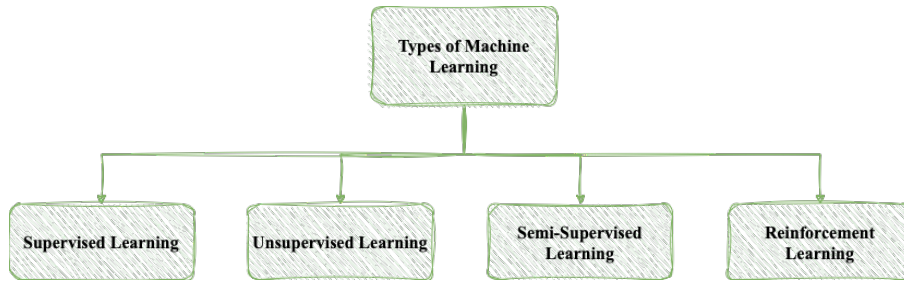 Types of Machine
Learning
Supervised Learning
Unsupervised Learning
Semi-Supervised
Learning
Reinforcement
Learning